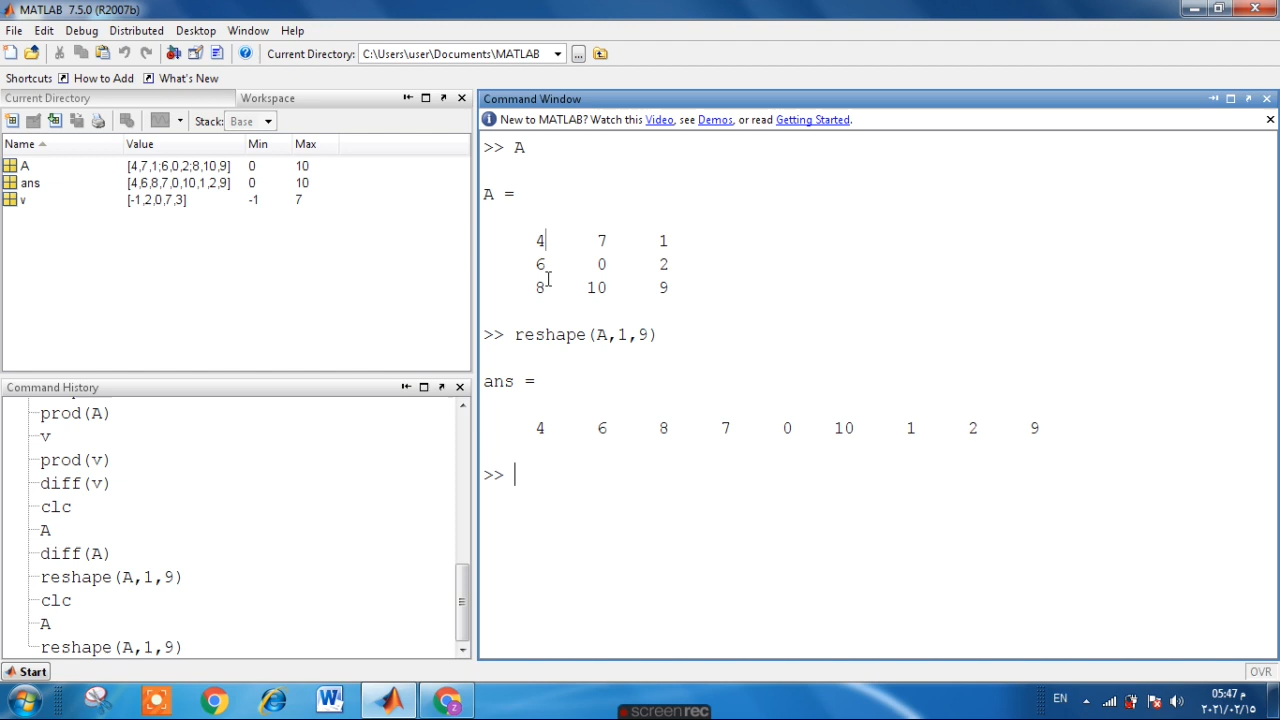 MATLAB 7.5.0 (R2007b)
File Edit Debug Distributed Desktop Window Help
Current Directory: C:\Users\user\Documents\MATLAB ...
Shortcuts How to Add What's New
Current Directory Workspace
Stack: Base
Name Value Min Max
A [4,7,1;6,0,2;8,10,9] 0 10
ans [4,6,8,7,0,10,1,2,9] 0 10
v [-1,2,0,7,3] -1 7
Command History
prod(A)
v
prod(v)
diff(v)
clc
A
diff(A)
reshape(A,1,9)
clc
A
reshape(A,1,9)
Command Window
New to MATLAB? Watch this Video, see Demos, or read Getting Started.
>> A
A =
4 7 1
6 0 2
8 10 9
>> reshape(A,1,9)
ans =
4 6 8 7 0 10 1 2 9
>>
Start
OVR
EN
05:47 م
٢٠٢١/٠٢/١٥
screenrec